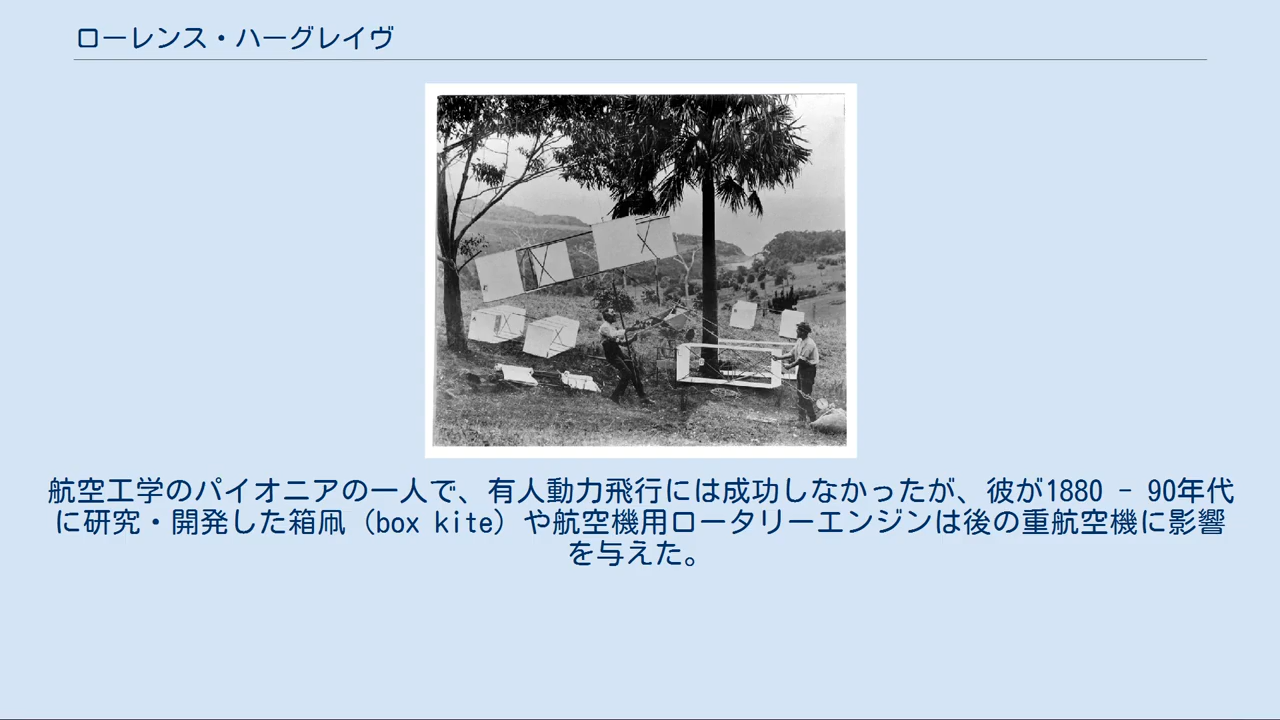 ローレンス・ハーグレイヴ
航空工学のパイオニアの一人で、有人動力飛行には成功しなかったが、彼が1880 - 90年代
に研究・開発した箱凧（box kite）や航空機用ロータリーエンジンは後の重航空機に影響
を与えた。